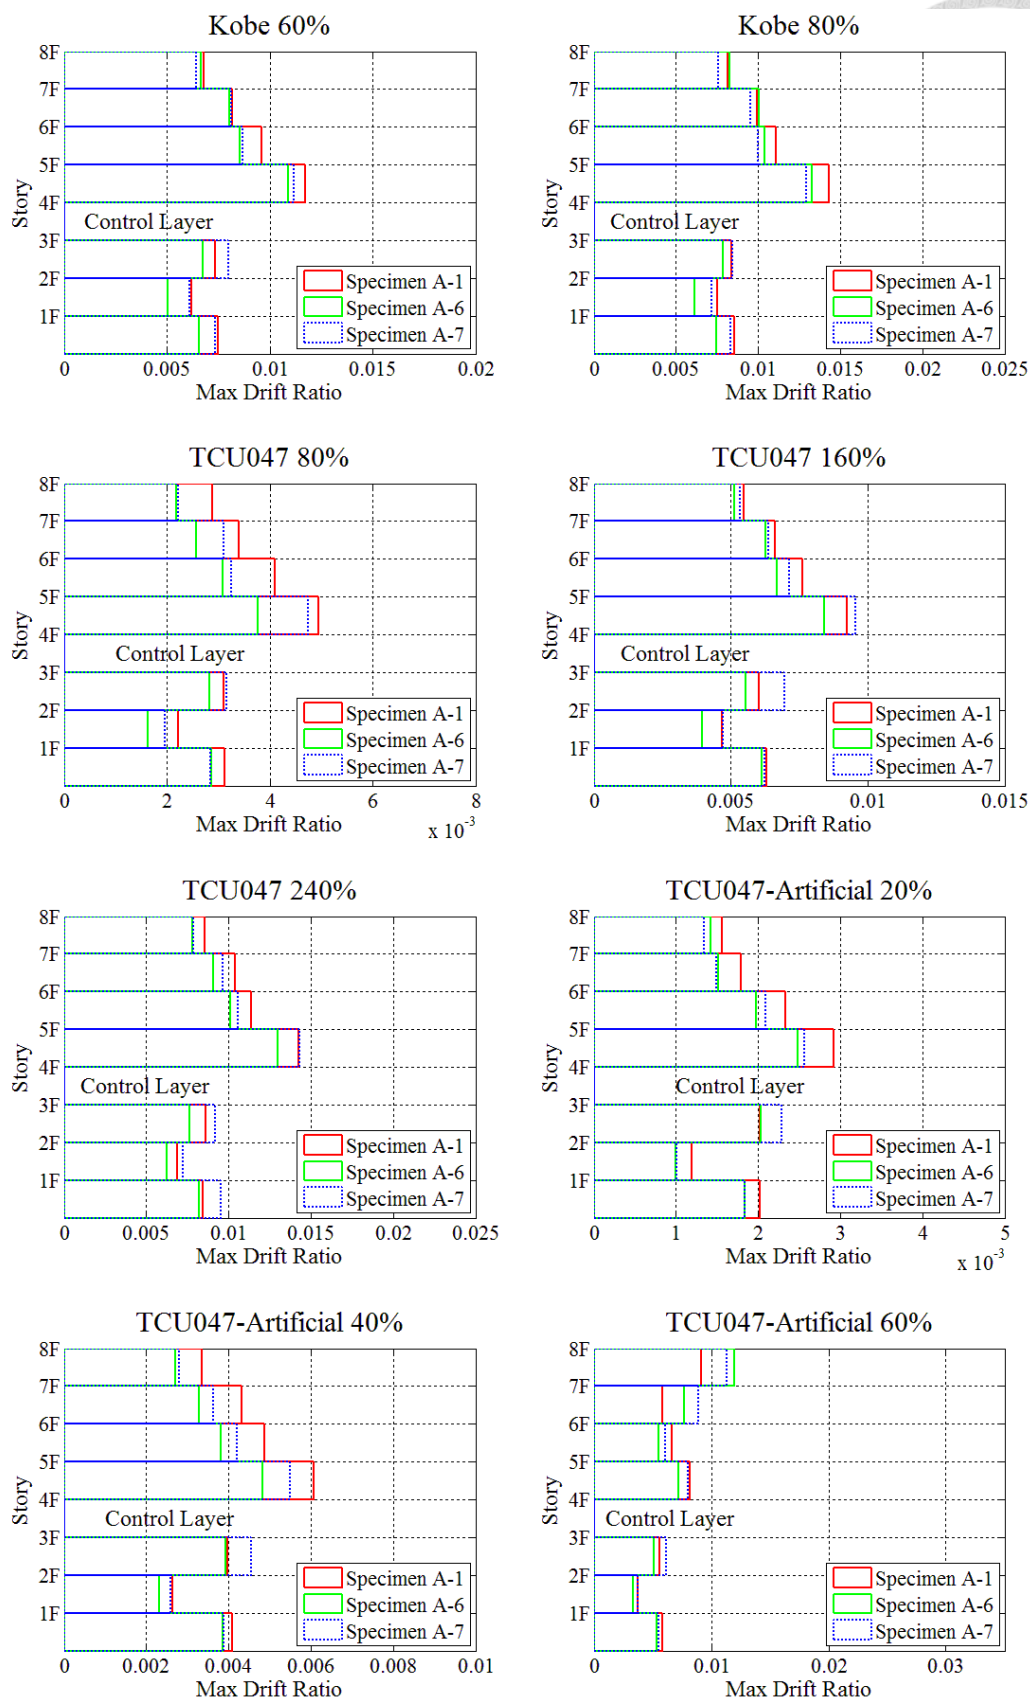 Kobe 60%
8F
7F
6F
5F
4F
3F
2F
1F
Story
Control Layer
Specimen A-1
Specimen A-6
Specimen A-7
0 0.005 0.01 0.015 0.02
Max Drift Ratio
Kobe 80%
8F
7F
6F
5F
4F
3F
2F
1F
Story
Control Layer
Specimen A-1
Specimen A-6
Specimen A-7
0 0.005 0.01 0.015 0.02 0.025
Max Drift Ratio
TCU047 80%
8F
7F
6F
5F
4F
3F
2F
1F
Story
Control Layer
Specimen A-1
Specimen A-6
Specimen A-7
0 2 4 6 8
Max Drift Ratio
x 10⁻³
TCU047 160%
8F
7F
6F
5F
4F
3F
2F
1F
Story
Control Layer
Specimen A-1
Specimen A-6
Specimen A-7
0 0.005 0.01 0.015
Max Drift Ratio
TCU047 240%
8F
7F
6F
5F
4F
3F
2F
1F
Story
Control Layer
Specimen A-1
Specimen A-6
Specimen A-7
0 0.005 0.01 0.015 0.02 0.025
Max Drift Ratio
TCU047-Artificial 20%
8F
7F
6F
5F
4F
3F
2F
1F
Story
Control Layer
Specimen A-1
Specimen A-6
Specimen A-7
0 1 2 3 4 5
Max Drift Ratio
x 10⁻³
TCU047-Artificial 40%
8F
7F
6F
5F
4F
3F
2F
1F
Story
Control Layer
Specimen A-1
Specimen A-6
Specimen A-7
0 0.002 0.004 0.006 0.008 0.01
Max Drift Ratio
TCU047-Artificial 60%
8F
7F
6F
5F
4F
3F
2F
1F
Story
Control Layer
Specimen A-1
Specimen A-6
Specimen A-7
0 0.01 0.02 0.03
Max Drift Ratio